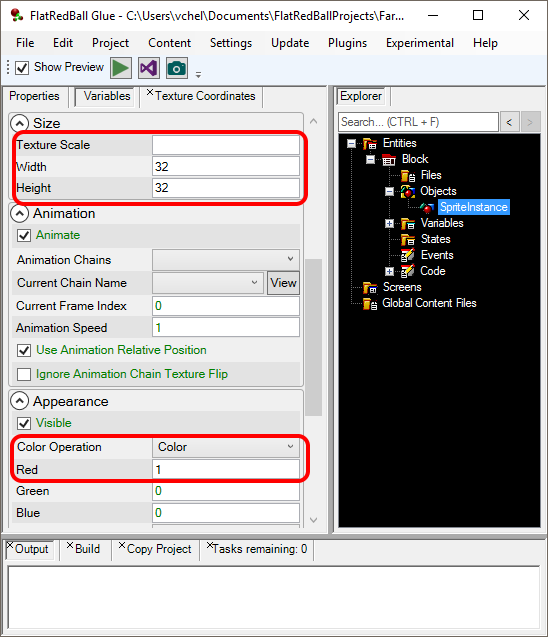 FlatRedBall Glue - C:\Users\vchel\Documents\FlatRedBallProjects\Far...
File Edit Project Content Settings Update Plugins Experimental Help
Show Preview
Properties Variables Texture Coordinates
Size
Texture Scale
Width 32
Height 32
Animation
Animate
Animation Chains
Current Chain Name View
Current Frame Index 0
Animation Speed 1
Use Animation Relative Position
Ignore Animation Chain Texture Flip
Appearance
Visible
Color Operation Color
Red 1
Green 0
Blue 0
Explorer
Search... (CTRL + F) < >
Entities
Block
Files
Objects
SpriteInstance
Variables
States
Events
Code
Screens
Global Content Files
Output Build Copy Project Tasks remaining: 0